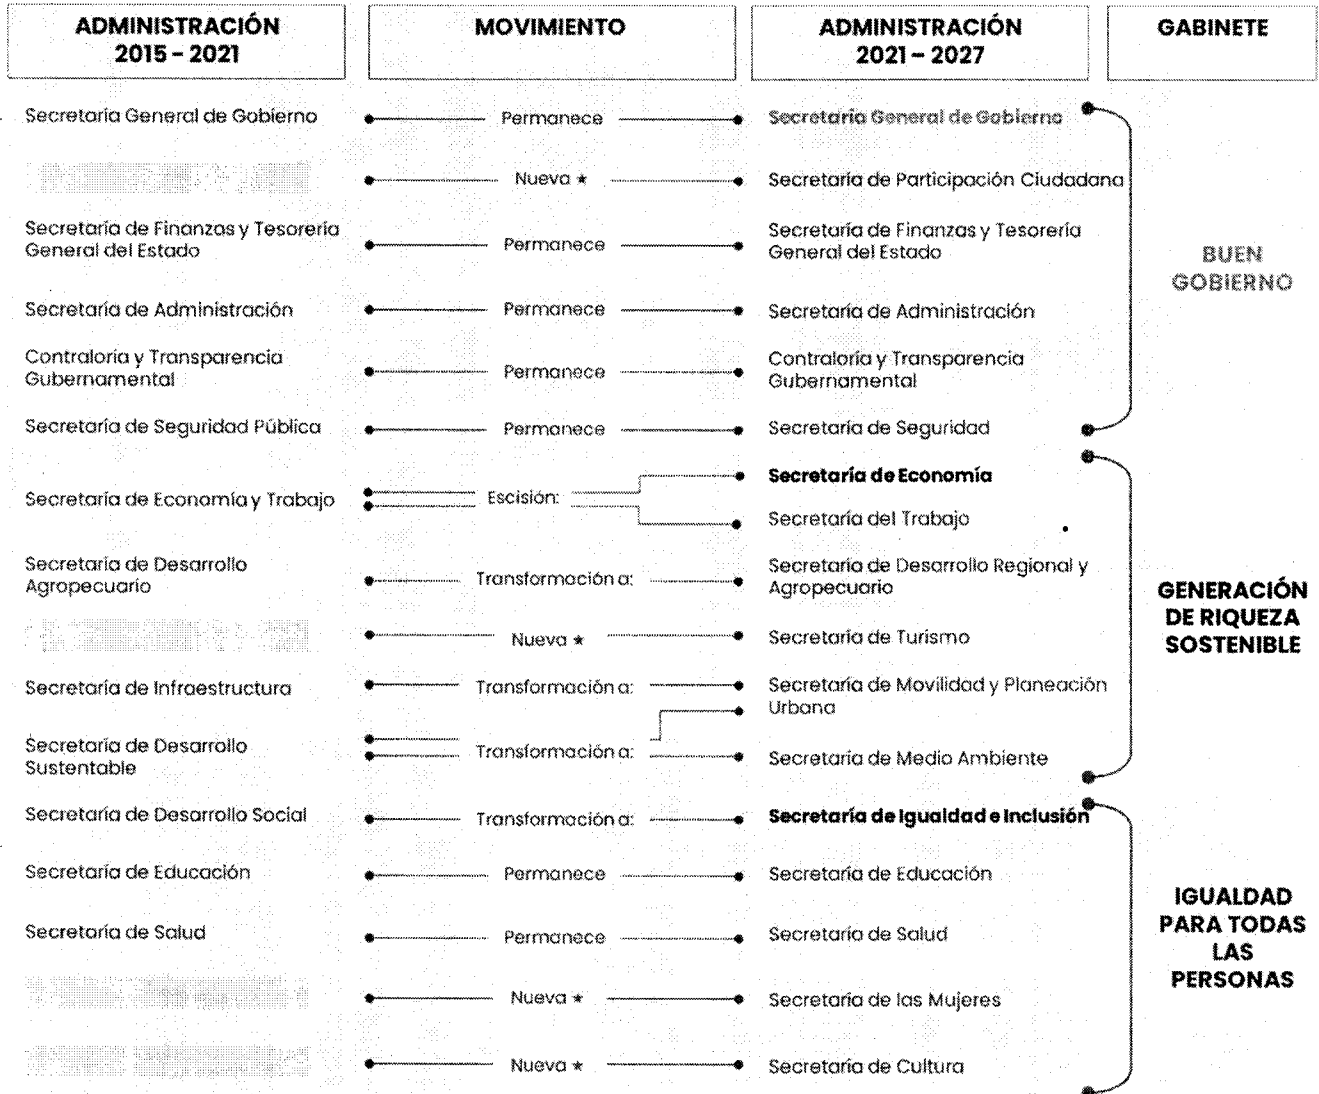 ADMINISTRACIÓN
2015 - 2021
MOVIMIENTO
ADMINISTRACIÓN
2021 – 2027
GABINETE
Secretaría General de Gobierno
Permanece
Secretaría General de Gobierno
Nueva ★
Secretaría de Participación Ciudadana
Secretaría de Finanzas y Tesorería
General del Estado
Permanece
Secretaría de Finanzas y Tesorería
General del Estado
BUEN
GOBIERNO
Secretaría de Administración
Permanece
Secretaría de Administración
Contraloría y Transparencia
Gubernamental
Permanece
Contraloría y Transparencia
Gubernamental
Secretaría de Seguridad Pública
Permanece
Secretaría de Seguridad
Secretaría de Economía y Trabajo
Escisión:
Secretaría de Economía
Secretaría del Trabajo
Secretaría de Desarrollo
Agropecuario
Transformación a:
Secretaría de Desarrollo Regional y
Agropecuario
GENERACIÓN
DE RIQUEZA
SOSTENIBLE
Nueva ★
Secretaría de Turismo
Secretaría de Infraestructura
Transformación a:
Secretaría de Movilidad y Planeación
Urbana
Secretaría de Desarrollo
Sustentable
Transformación a:
Secretaría de Medio Ambiente
Secretaría de Desarrollo Social
Transformación a:
Secretaría de Igualdad e Inclusión
Secretaría de Educación
Permanece
Secretaría de Educación
IGUALDAD
PARA TODAS
LAS
PERSONAS
Secretaría de Salud
Permanece
Secretaría de Salud
Nueva ★
Secretaría de las Mujeres
Nueva ★
Secretaría de Cultura